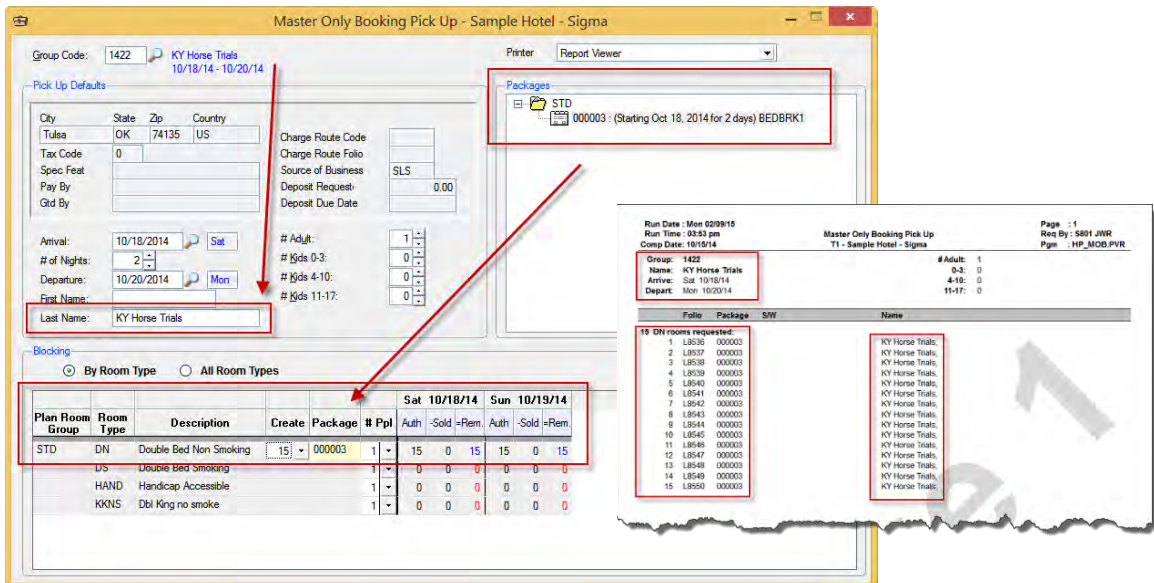 Master Only Booking Pick Up - Sample Hotel - Sigma
Group Code: 1422 KY Horse Trials
10/18/14 - 10/20/14
Printer Report Viewer
Pick Up Defaults
City State Zip Country
Tulsa OK 74135 US
Tax Code 0
Spec Feat
Pay By
Gtd By
Charge Route Code
Charge Route Folio
Source of Business SLS
Deposit Request 0.00
Deposit Due Date
Arrival: 10/18/2014 Sat
# of Nights: 2
Departure: 10/20/2014 Mon
First Name:
Last Name: KY Horse Trials
# Adult: 1
# Kids 0-3: 0
# Kids 4-10: 0
# Kids 11-17: 0
Packages
STD
000003 : (Starting Oct 18, 2014 for 2 days) BEDBRK1
Blocking
By Room Type All Room Types
Sat 10/18/14 Sun 10/19/14
Plan Room Group Room Type Description Create Package # Ppl Auth -Sold =Rem. Auth -Sold =Rem.
STD DN Double Bed Non Smoking 15 000003 1 15 0 15 15 0 15
DS Double Bed Smoking 1 0 0 0 0 0 0
HAND Handicap Accessible 1 0 0 0 0 0 0
KKNS Dbl King no smoke 1 0 0 0 0 0 0
Run Date : Mon 02/09/15 Page : 1
Run Time : 03:53 pm Master Only Booking Pick Up Req By : S801 JWR
Comp Date: 10/15/14 T1 - Sample Hotel - Sigma Pgm : HP_MOB.PVR
Group: 1422 # Adult: 1
Name: KY Horse Trials 0-3: 0
Arrive: Sat 10/18/14 4-10: 0
Depart: Mon 10/20/14 11-17: 0
Folio Package S/W Name
15 DN rooms requested:
1 L8536 000003 KY Horse Trials,
2 L8537 000003 KY Horse Trials,
3 L8538 000003 KY Horse Trials,
4 L8539 000003 KY Horse Trials,
5 L8540 000003 KY Horse Trials,
6 L8541 000003 KY Horse Trials,
7 L8542 000003 KY Horse Trials,
8 L8543 000003 KY Horse Trials,
9 L8544 000003 KY Horse Trials,
10 L8545 000003 KY Horse Trials,
11 L8546 000003 KY Horse Trials,
12 L8547 000003 KY Horse Trials,
13 L8548 000003 KY Horse Trials,
14 L8549 000003 KY Horse Trials,
15 L8550 000003 KY Horse Trials,